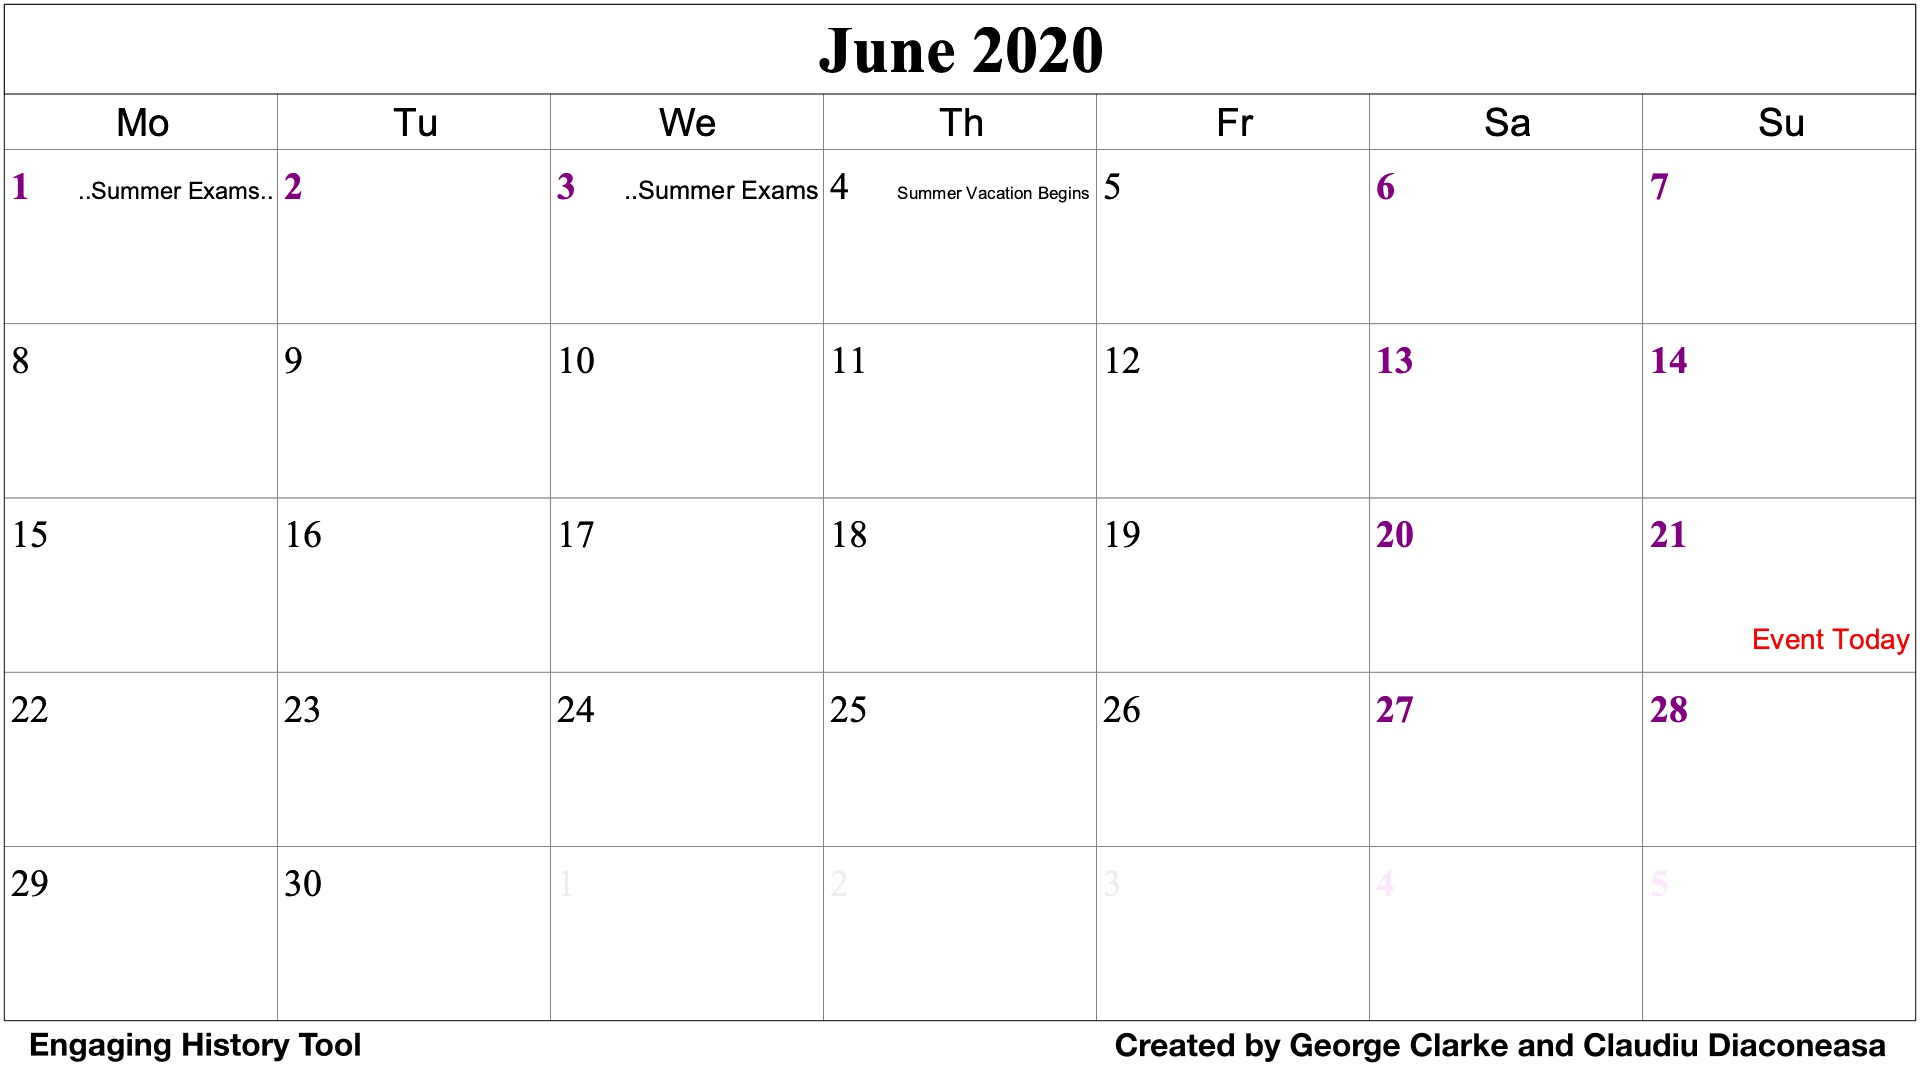 June 2020
Mo Tu We Th Fr Sa Su
1 ..Summer Exams.. 2 3 ..Summer Exams 4 Summer Vacation Begins 5 6 7
8 9 10 11 12 13 14
15 16 17 18 19 20 21
Event Today
22 23 24 25 26 27 28
29 30 1 2 3 4 5
Engaging History Tool Created by George Clarke and Claudiu Diaconeasa